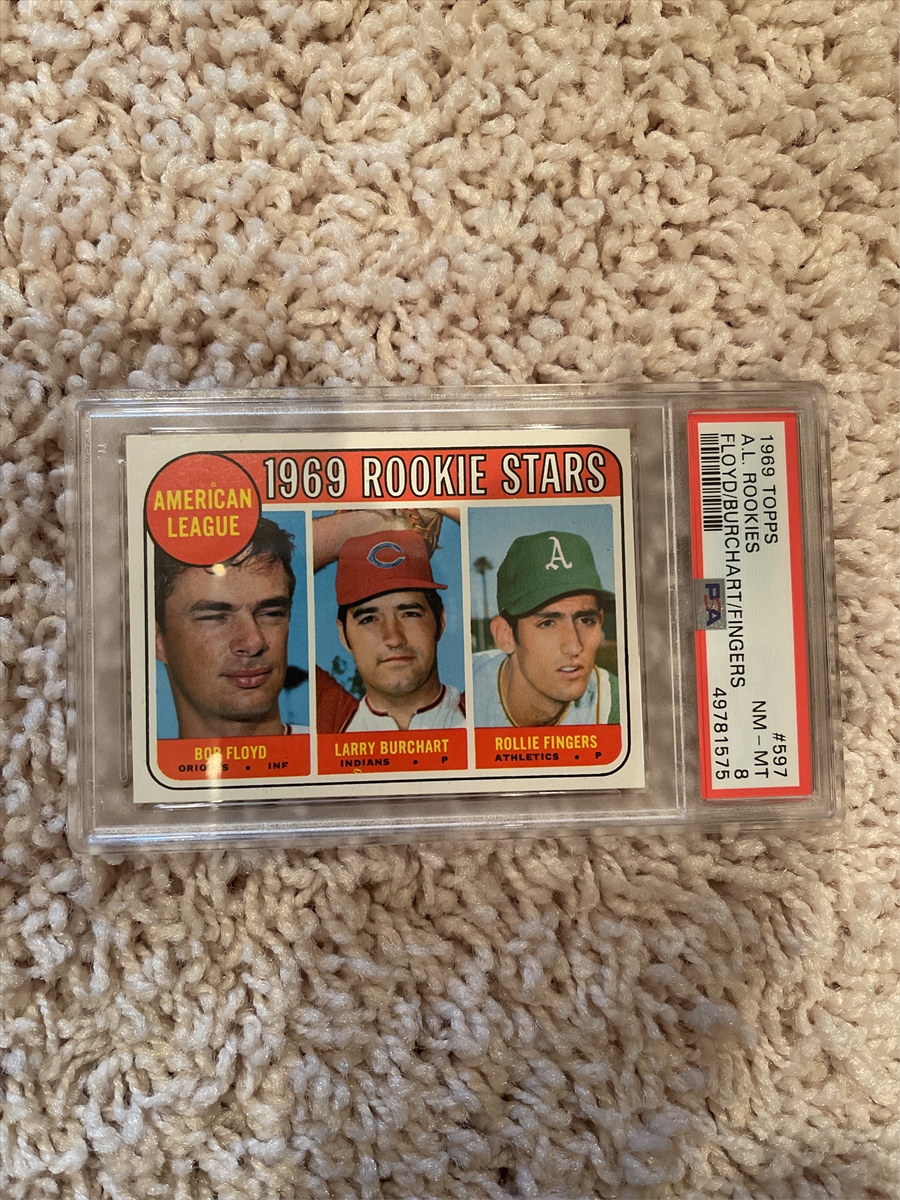 1969 ROOKIE STARS
AMERICAN
LEAGUE
BOB FLOYD
ORIOLES • INF
LARRY BURCHART
INDIANS • P
ROLLIE FINGERS
ATHLETICS • P
C
A
1969 TOPPS #597
A.L. ROOKIES NM - MT
FLOYD/BURCHART/FINGERS 8
PSA 49781575